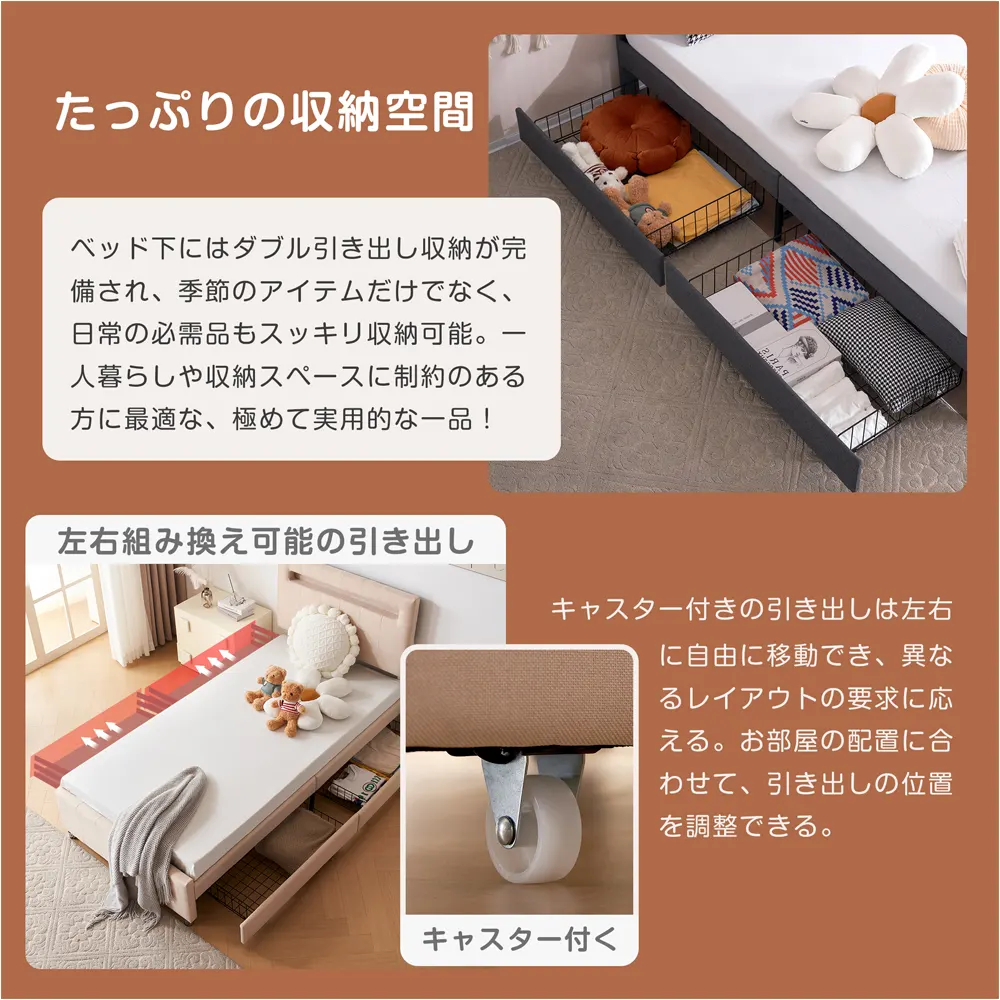 たっぷりの収納空間
ベッド下にはダブル引き出し収納が完
備され、季節のアイテムだけでなく、
日常の必需品もスッキリ収納可能。一
人暮らしや収納スペースに制約のある
方に最適な、極めて実用的な一品！
PARIS
左右組み換え可能の引き出し
キャスター付きの引き出しは左右
に自由に移動でき、異な
るレイアウトの要求に応
える。お部屋の配置に合
わせて、引き出しの位置
を調整できる。
キャスター付く